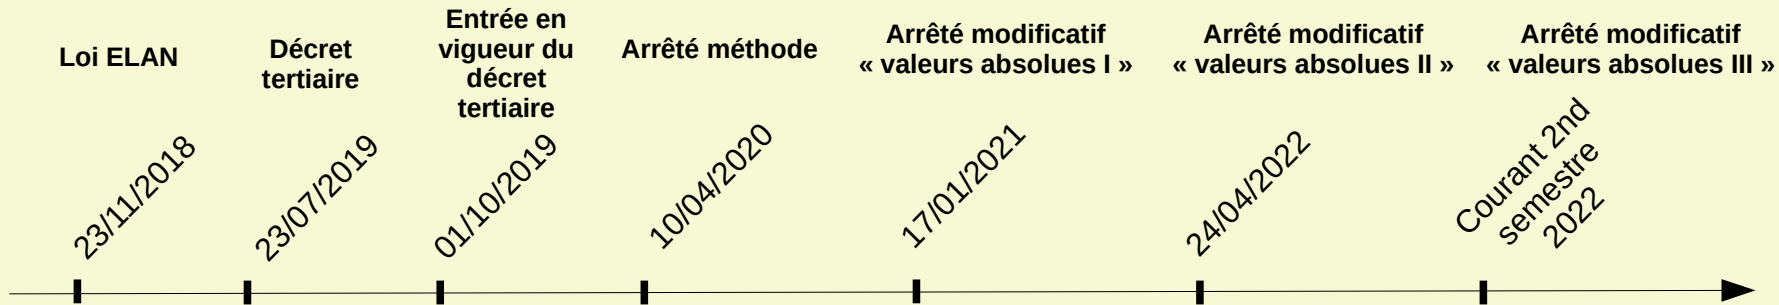 Loi ELAN
Décret
tertiaire
Entrée en
vigueur du
décret
tertiaire
Arrêté méthode
Arrêté modificatif
« valeurs absolues I »
Arrêté modificatif
« valeurs absolues II »
Arrêté modificatif
« valeurs absolues III »
23/11/2018
23/07/2019
01/10/2019
10/04/2020
17/01/2021
24/04/2022
Courant 2nd
semestre
2022